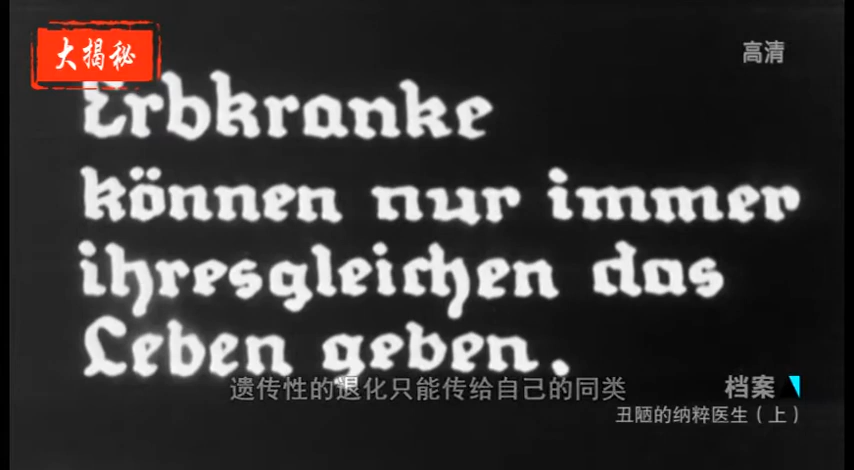 大揭秘
高清
Erbkranke
können nur immer
ihresgleichen das
Leben geben.
遗传性的退化只能传给自己的同类
档案
丑陋的纳粹医生（上）